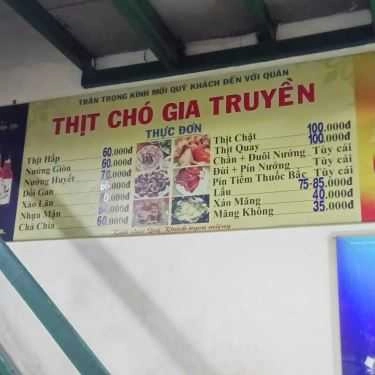 TRÂN TRỌNG KÍNH MỜI QUÝ KHÁCH ĐẾN VỚI QUÁN
THỊT CHÓ GIA TRUYỀN
THỰC ĐƠN
Thịt Hấp 60.000đ
Nướng Giòn 60.000đ
Nướng Huyết 70.000đ
Dồi Gan
Xáo Lăn
Nhựa Mận
Chả Chìa 60.000đ
Thịt Chặt 100.000đ
Thịt Quay 100.000đ
Chân + Đuôi Nướng Tùy cái
Đùi + Pín Nướng Tùy cái
Pín Tiềm Thuốc Bắc Tùy cái
Lẩu 75-85.000đ
Xáo Măng 40.000đ
Măng Không 35.000đ